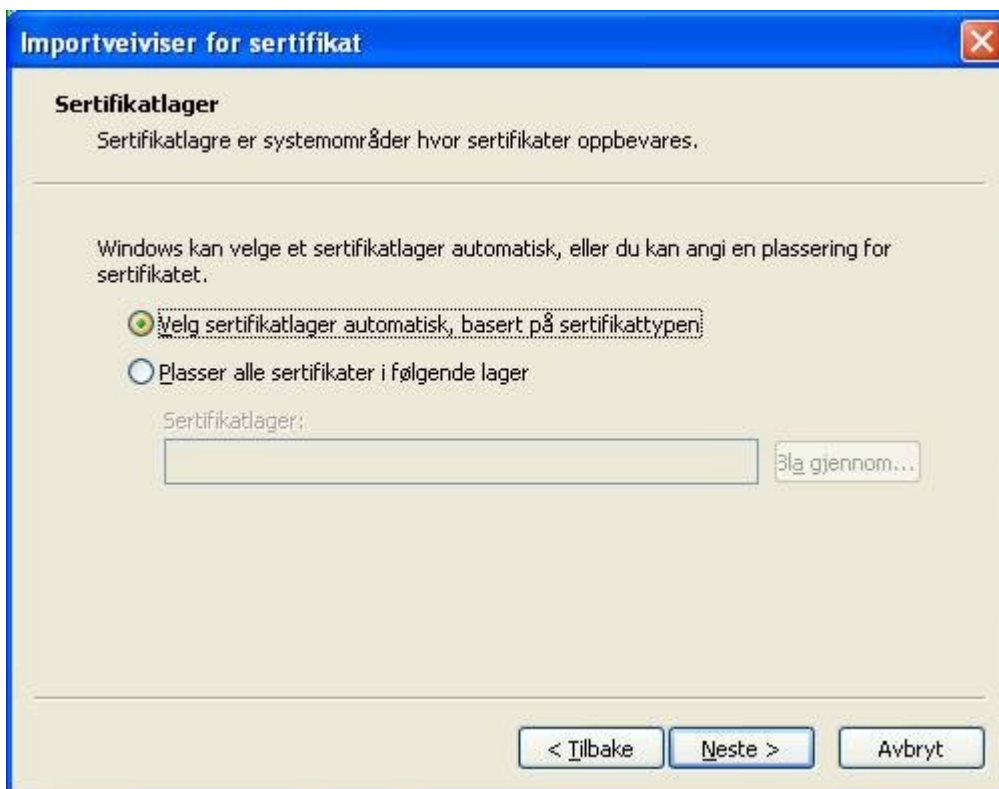 Importveiviser for sertifikat
Sertifikatlager
Sertifikatlagre er systemområder hvor sertifikater oppbevares.
Windows kan velge et sertifikatlager automatisk, eller du kan angi en plassering for
sertifikatet.
Velg sertifikatlager automatisk, basert på sertifikattypen
Plasser alle sertifikater i følgende lager
Sertifikatlager:
Bla gjennom...
< Tilbake Neste > Avbryt